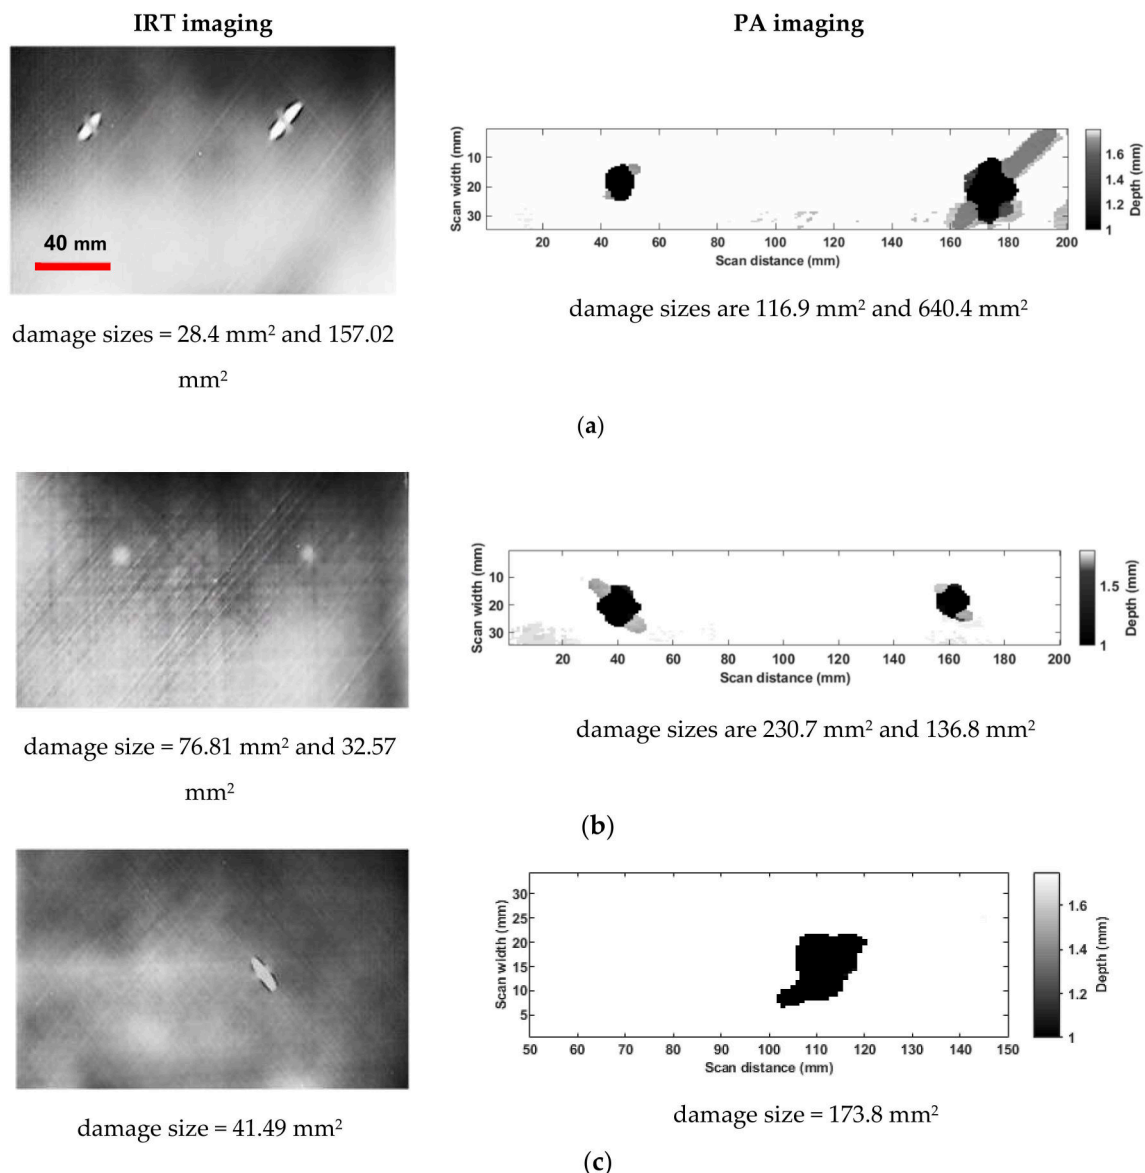 IRT imaging
PA imaging
40 mm
Scan width (mm)
10
20
30
20
40
60
80
100
120
140
160
180
200
Scan distance (mm)
1.6
1.4
1.2
1
Depth (mm)
damage sizes = 28.4 mm² and 157.02
mm²
damage sizes are 116.9 mm² and 640.4 mm²
(a)
Scan width (mm)
10
20
30
20
40
60
80
100
120
140
160
180
200
Scan distance (mm)
1.5
1
Depth (mm)
damage size = 76.81 mm² and 32.57
mm²
damage sizes are 230.7 mm² and 136.8 mm²
(b)
Scan width (mm)
30
25
20
15
10
5
50
60
70
80
90
100
110
120
130
140
150
Scan distance (mm)
1.6
1.4
1.2
1
Depth (mm)
damage size = 41.49 mm²
damage size = 173.8 mm²
(c)